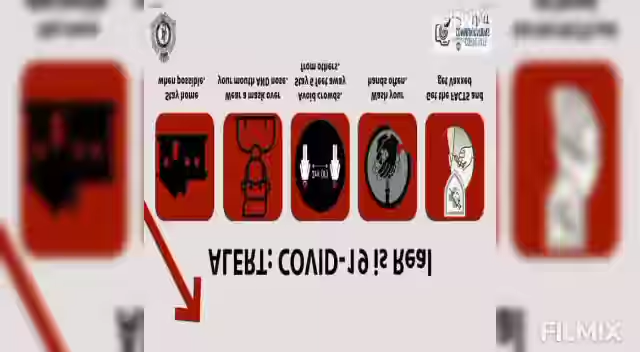 ALERT: COVID-19 is Real
Stay home
when possible.
Wear a mask over
your mouth AND nose.
Avoid crowds.
Stay 6 feet away
from others.
Wash your
hands often.
Get the FACTS and
get Vaxxed
COMMUNICATIONS
FILMIX